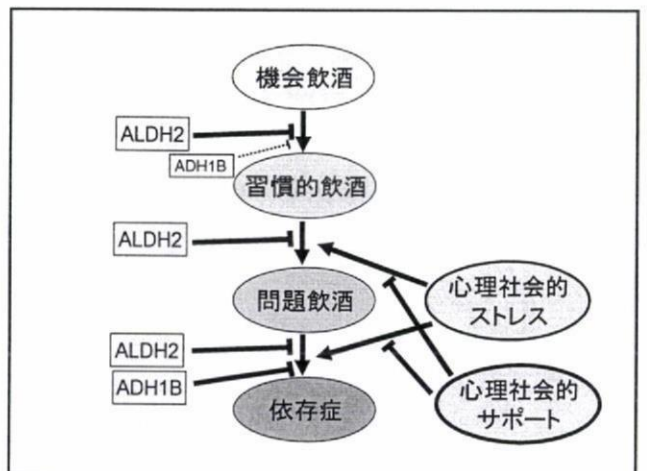 機会飲酒
ALDH2
ADH1B
習慣的飲酒
ALDH2
問題飲酒
心理社会的
ストレス
ALDH2
ADH1B
依存症
心理社会的
サポート